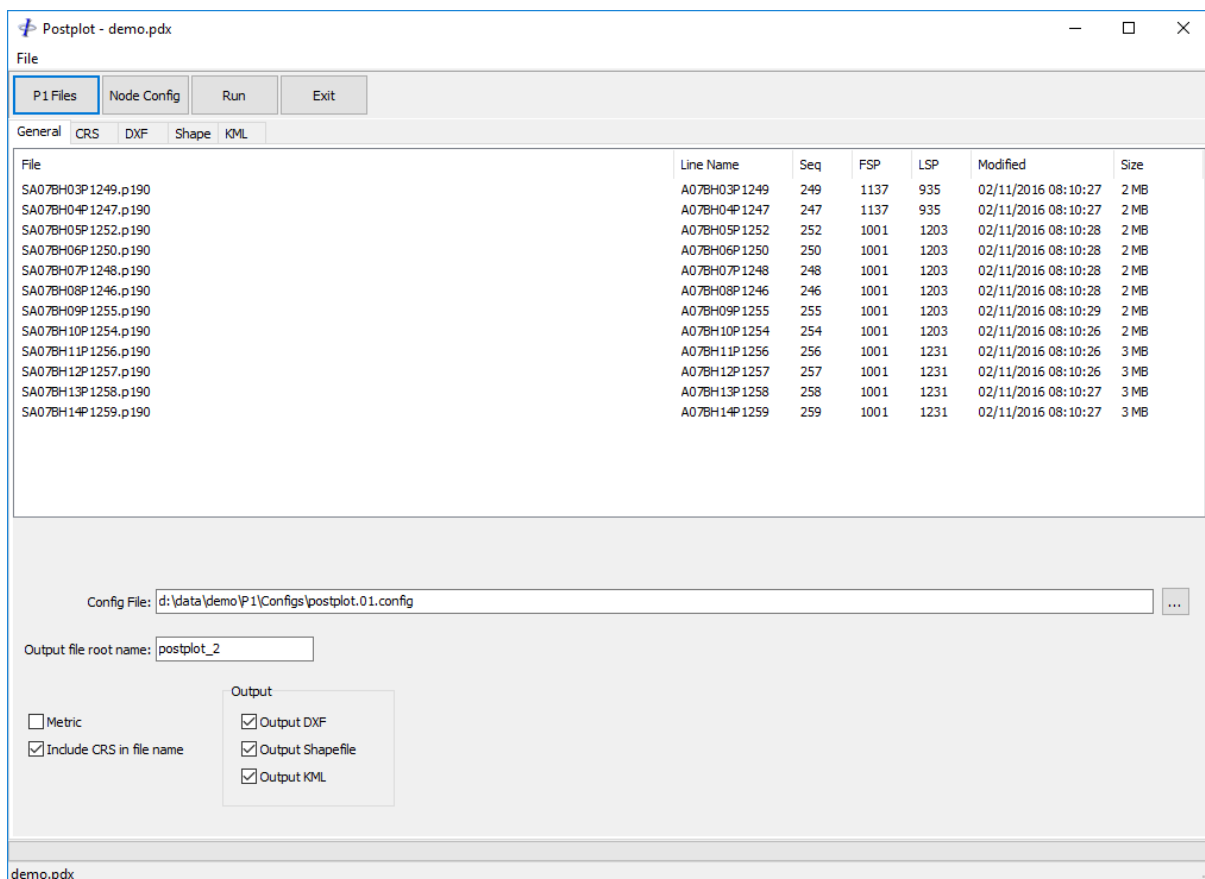 Postplot - demo.pdx
File
P1 Files Node Config Run Exit
General CRS DXF Shape KML
File Line Name Seq FSP LSP Modified Size
SA07BH03P1249.p190 A07BH03P1249 249 1137 935 02/11/2016 08:10:27 2 MB
SA07BH04P1247.p190 A07BH04P1247 247 1137 935 02/11/2016 08:10:27 2 MB
SA07BH05P1252.p190 A07BH05P1252 252 1001 1203 02/11/2016 08:10:28 2 MB
SA07BH06P1250.p190 A07BH06P1250 250 1001 1203 02/11/2016 08:10:28 2 MB
SA07BH07P1248.p190 A07BH07P1248 248 1001 1203 02/11/2016 08:10:28 2 MB
SA07BH08P1246.p190 A07BH08P1246 246 1001 1203 02/11/2016 08:10:28 2 MB
SA07BH09P1255.p190 A07BH09P1255 255 1001 1203 02/11/2016 08:10:29 2 MB
SA07BH10P1254.p190 A07BH10P1254 254 1001 1203 02/11/2016 08:10:26 2 MB
SA07BH11P1256.p190 A07BH11P1256 256 1001 1231 02/11/2016 08:10:26 3 MB
SA07BH12P1257.p190 A07BH12P1257 257 1001 1231 02/11/2016 08:10:26 3 MB
SA07BH13P1258.p190 A07BH13P1258 258 1001 1231 02/11/2016 08:10:27 3 MB
SA07BH14P1259.p190 A07BH14P1259 259 1001 1231 02/11/2016 08:10:27 3 MB
Config File: d:\data\demo\P1\Configs\postplot.01.config ...
Output file root name: postplot_2
Output
Metric Output DXF
Include CRS in file name Output Shapefile
Output KML
demo.pdx